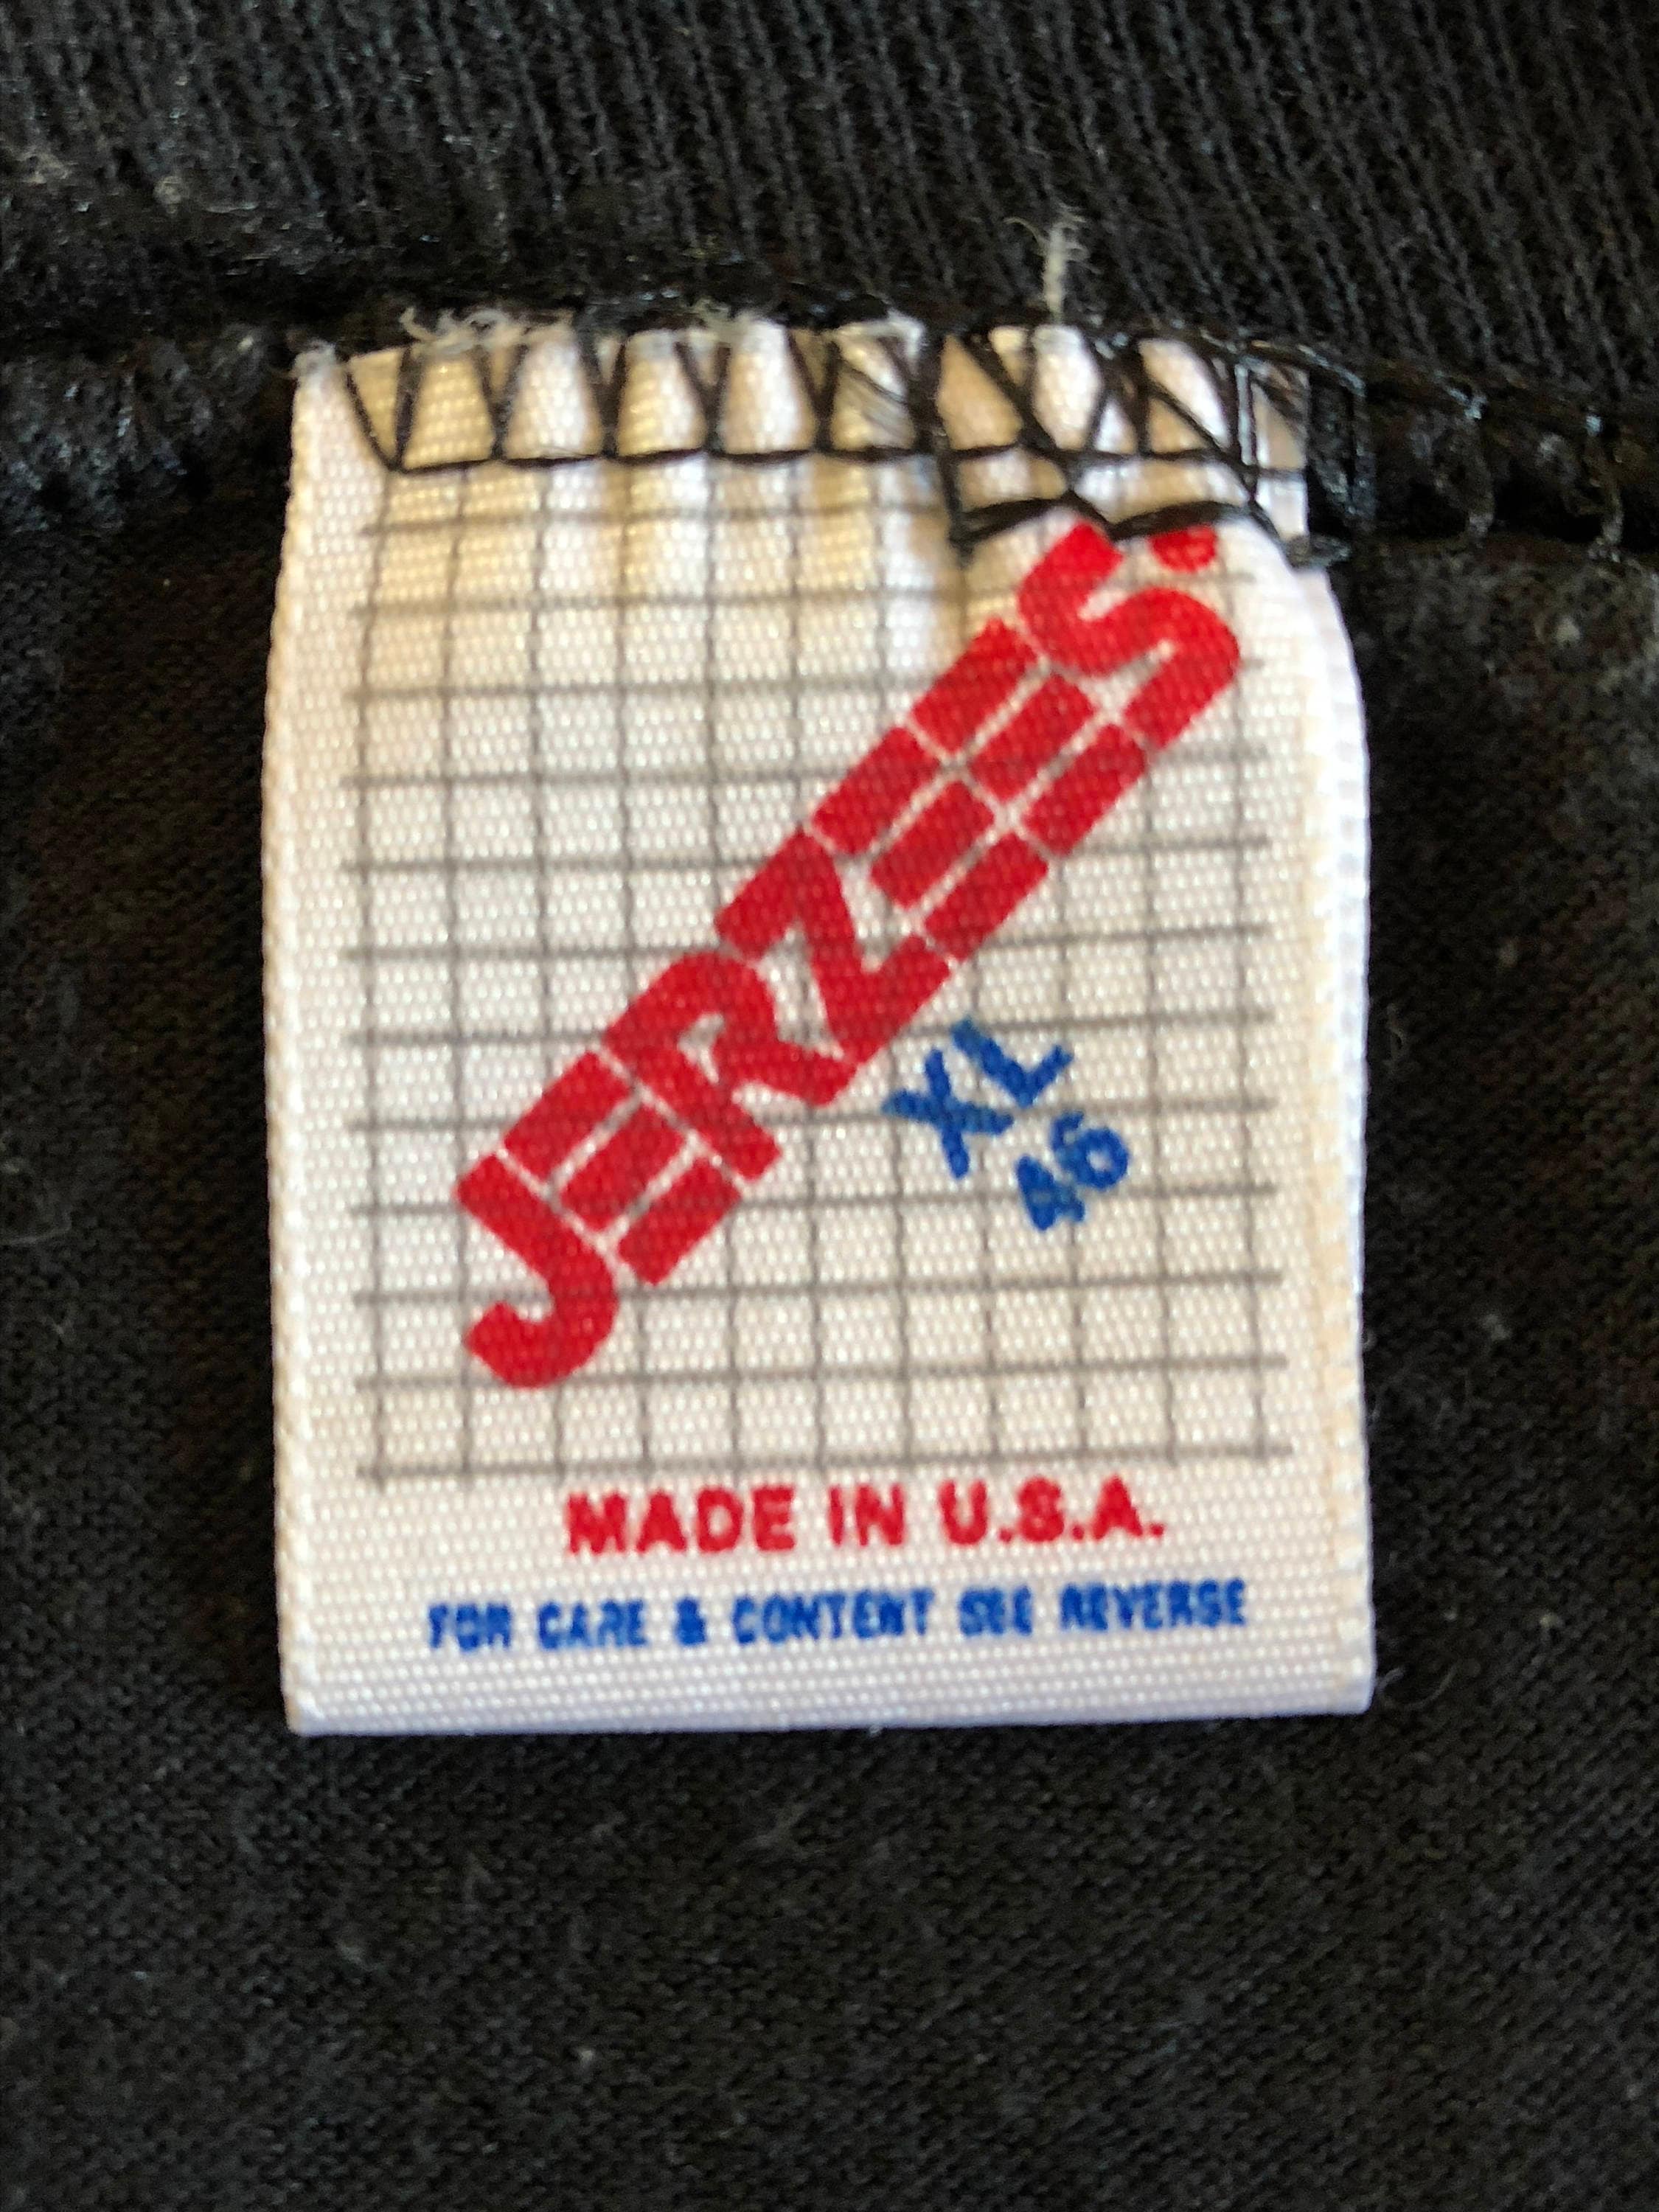 JERZEES.
XL
46
MADE IN U.S.A.
FOR CARE & CONTENT SEE REVERSE